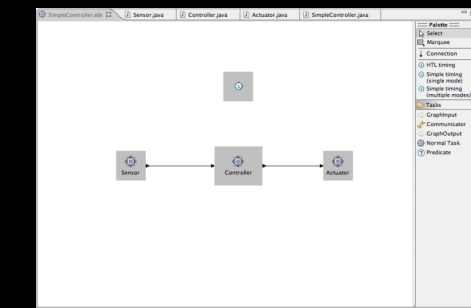 SimpleController.etc
Sensor.java
Controller.java
Actuator.java
SimpleController.java
Palette
Select
Marquee
Connection
HTL timing
Simple timing
(single mode)
Simple timing
(multiple modes)
Tasks
GraphInput
Communicator
GraphOutput
Normal Task
Predicate
Sensor
Controller
Actuator